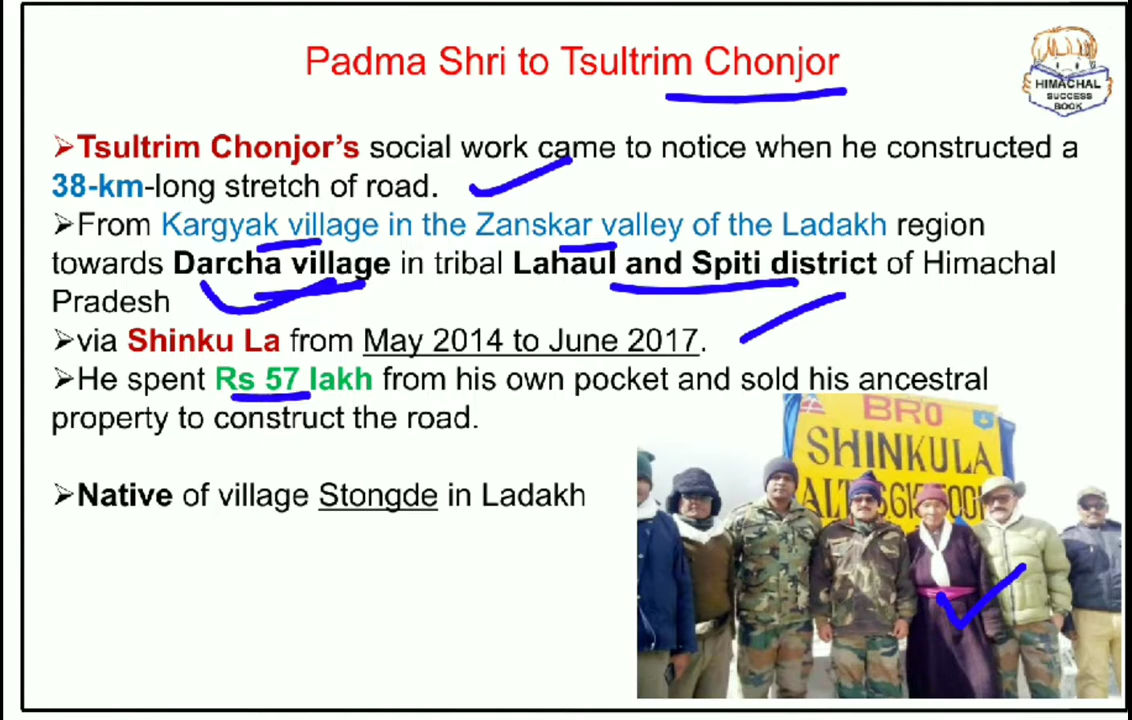 Padma Shri to Tsultrim Chonjor
HIMACHAL
SUCCESS
BOOK
➢Tsultrim Chonjor’s social work came to notice when he constructed a
38-km-long stretch of road.
➢From Kargyak village in the Zanskar valley of the Ladakh region
towards Darcha village in tribal Lahaul and Spiti district of Himachal
Pradesh
➢via Shinku La from May 2014 to June 2017.
➢He spent Rs 57 lakh from his own pocket and sold his ancestral
property to construct the road.
➢Native of village Stongde in Ladakh
BRO
SHINKULA